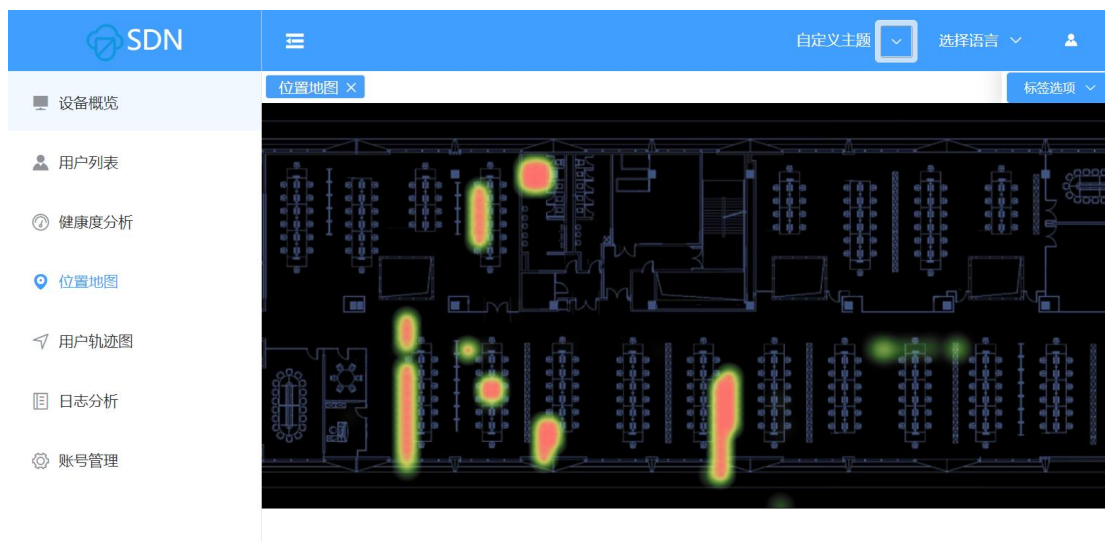 SDN
自定义主题
选择语言
设备概览
用户列表
健康度分析
位置地图
用户轨迹图
日志分析
账号管理
位置地图
标签选项